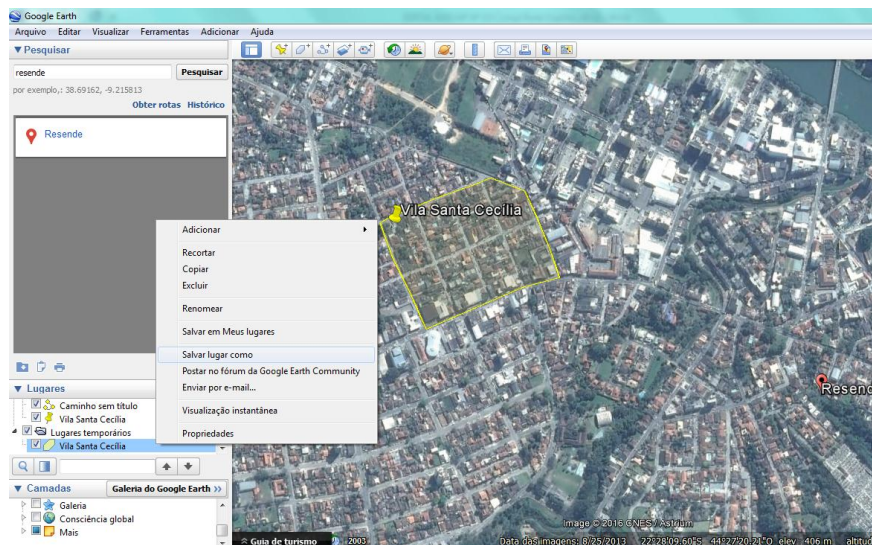 Google Earth
Arquivo Editar Visualizar Ferramentas Adicionar Ajuda
Pesquisar
resende
Pesquisar
por exemplo,: 38.69162, -9.215813
Obter rotas Histórico
Resende
Vila Santa Cecília
Adicionar
Recortar
Copiar
Excluir
Renomear
Salvar em Meus lugares
Salvar lugar como
Postar no fórum da Google Earth Community
Enviar por e-mail...
Visualização instantânea
Propriedades
Resend
Lugares
Caminho sem título
Vila Santa Cecília
Lugares temporários
Vila Santa Cecília
Camadas
Galeria do Google Earth >>
Galeria
Consciência global
Mais
Image © 2016 CNES / Astrium
Guia de turismo
2003
Data das imagens: 8/25/2013 22°28'09.60"S 44°27'20.21"O elev 406 m altitud